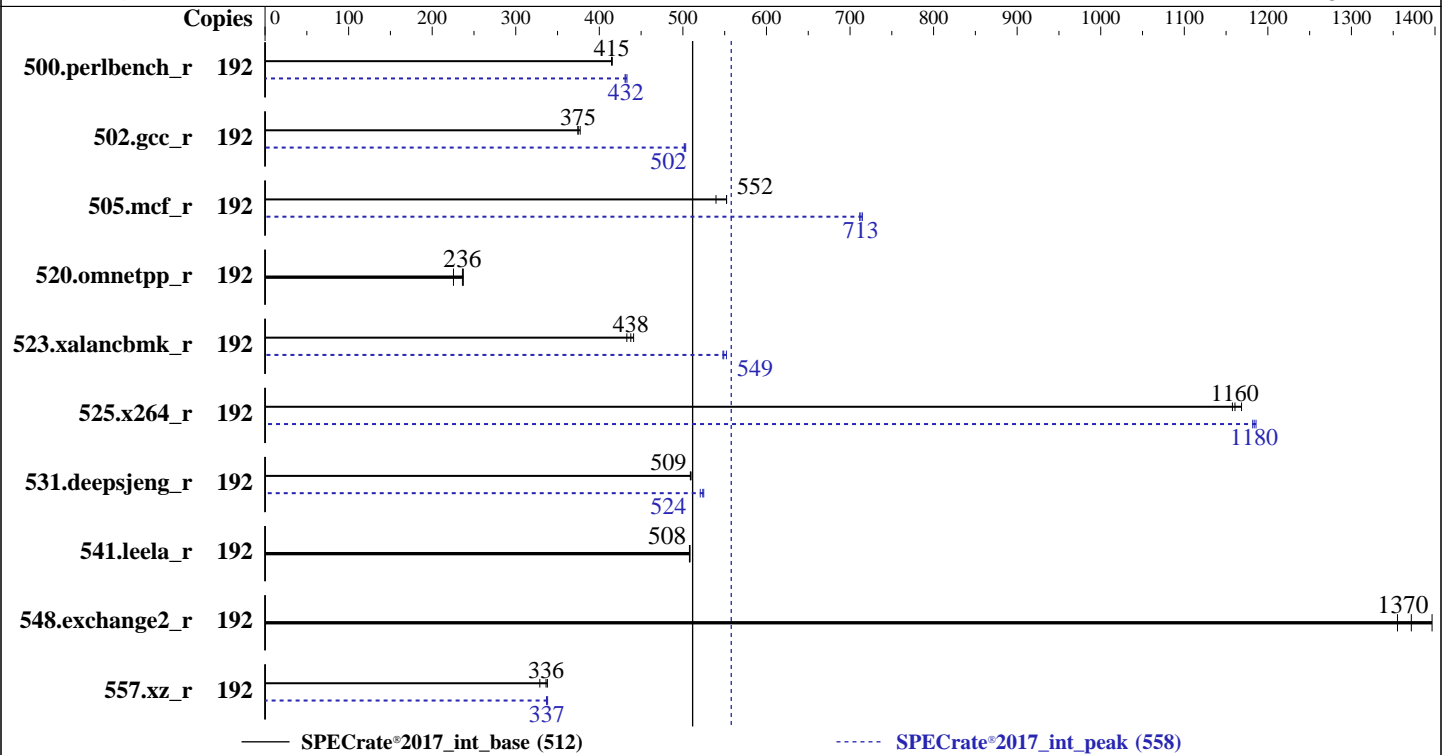 Copies 0 100 200 300 400 500 600 700 800 900 1000 1100 1200 1300 1400
500.perlbench_r 192 415
432
502.gcc_r 192 375
502
505.mcf_r 192 552
713
520.omnetpp_r 192 236
523.xalancbmk_r 192 438
549
525.x264_r 192 1160
1180
531.deepsjeng_r 192 509
524
541.leela_r 192 508
548.exchange2_r 192 1370
557.xz_r 192 336
337
SPECrate®2017_int_base (512) SPECrate®2017_int_peak (558)